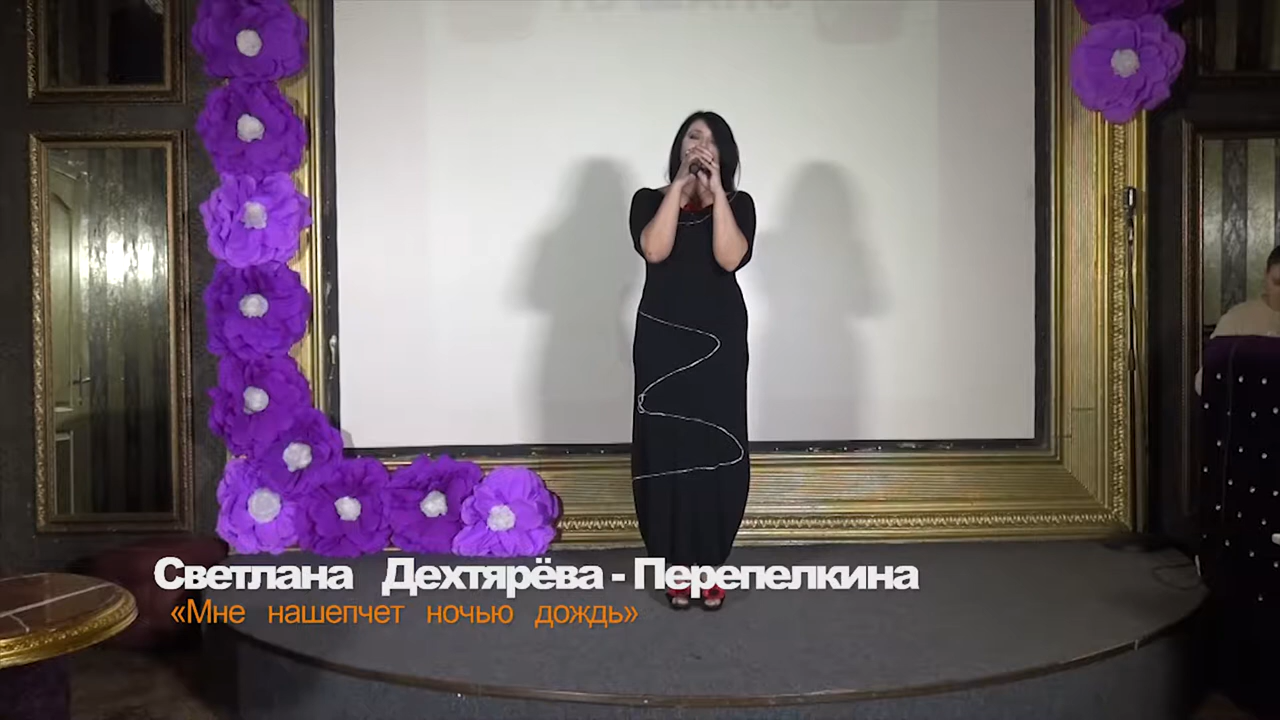 Светлана Дехтярёва - Перепелкина
«Мне нашепчет ночью дождь»